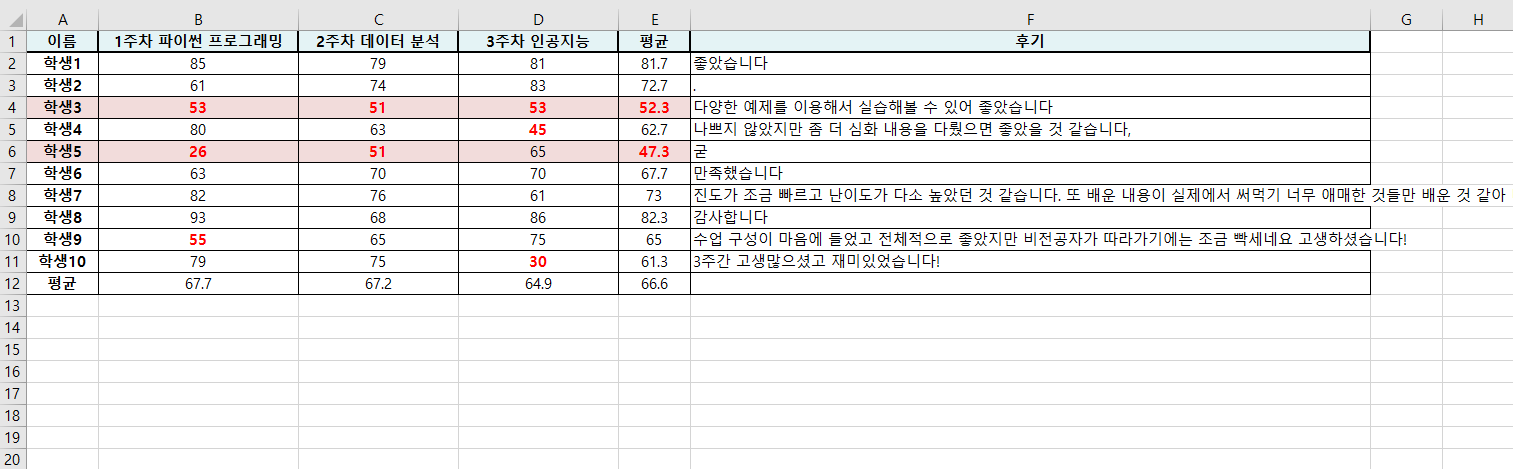 A B C D E F G H
1 이름 1주차 파이썬 프로그래밍 2주차 데이터 분석 3주차 인공지능 평균 후기
2 학생1 85 79 81 81.7 좋았습니다
3 학생2 61 74 83 72.7 .
4 학생3 53 51 53 52.3 다양한 예제를 이용해서 실습해볼 수 있어 좋았습니다
5 학생4 80 63 45 62.7 나쁘지 않았지만 좀 더 심화 내용을 다뤘으면 좋았을 것 같습니다,
6 학생5 26 51 65 47.3 굳
7 학생6 63 70 70 67.7 만족했습니다
8 학생7 82 76 61 73 진도가 조금 빠르고 난이도가 다소 높았던 것 같습니다. 또 배운 내용이 실제에서 써먹기 너무 애매한 것들만 배운 것 같아
9 학생8 93 68 86 82.3 감사합니다
10 학생9 55 65 75 65 수업 구성이 마음에 들었고 전체적으로 좋았지만 비전공자가 따라가기에는 조금 빡세네요 고생하셨습니다!
11 학생10 79 75 30 61.3 3주간 고생많으셨고 재미있었습니다!
12 평균 67.7 67.2 64.9 66.6
13
14
15
16
17
18
19
20